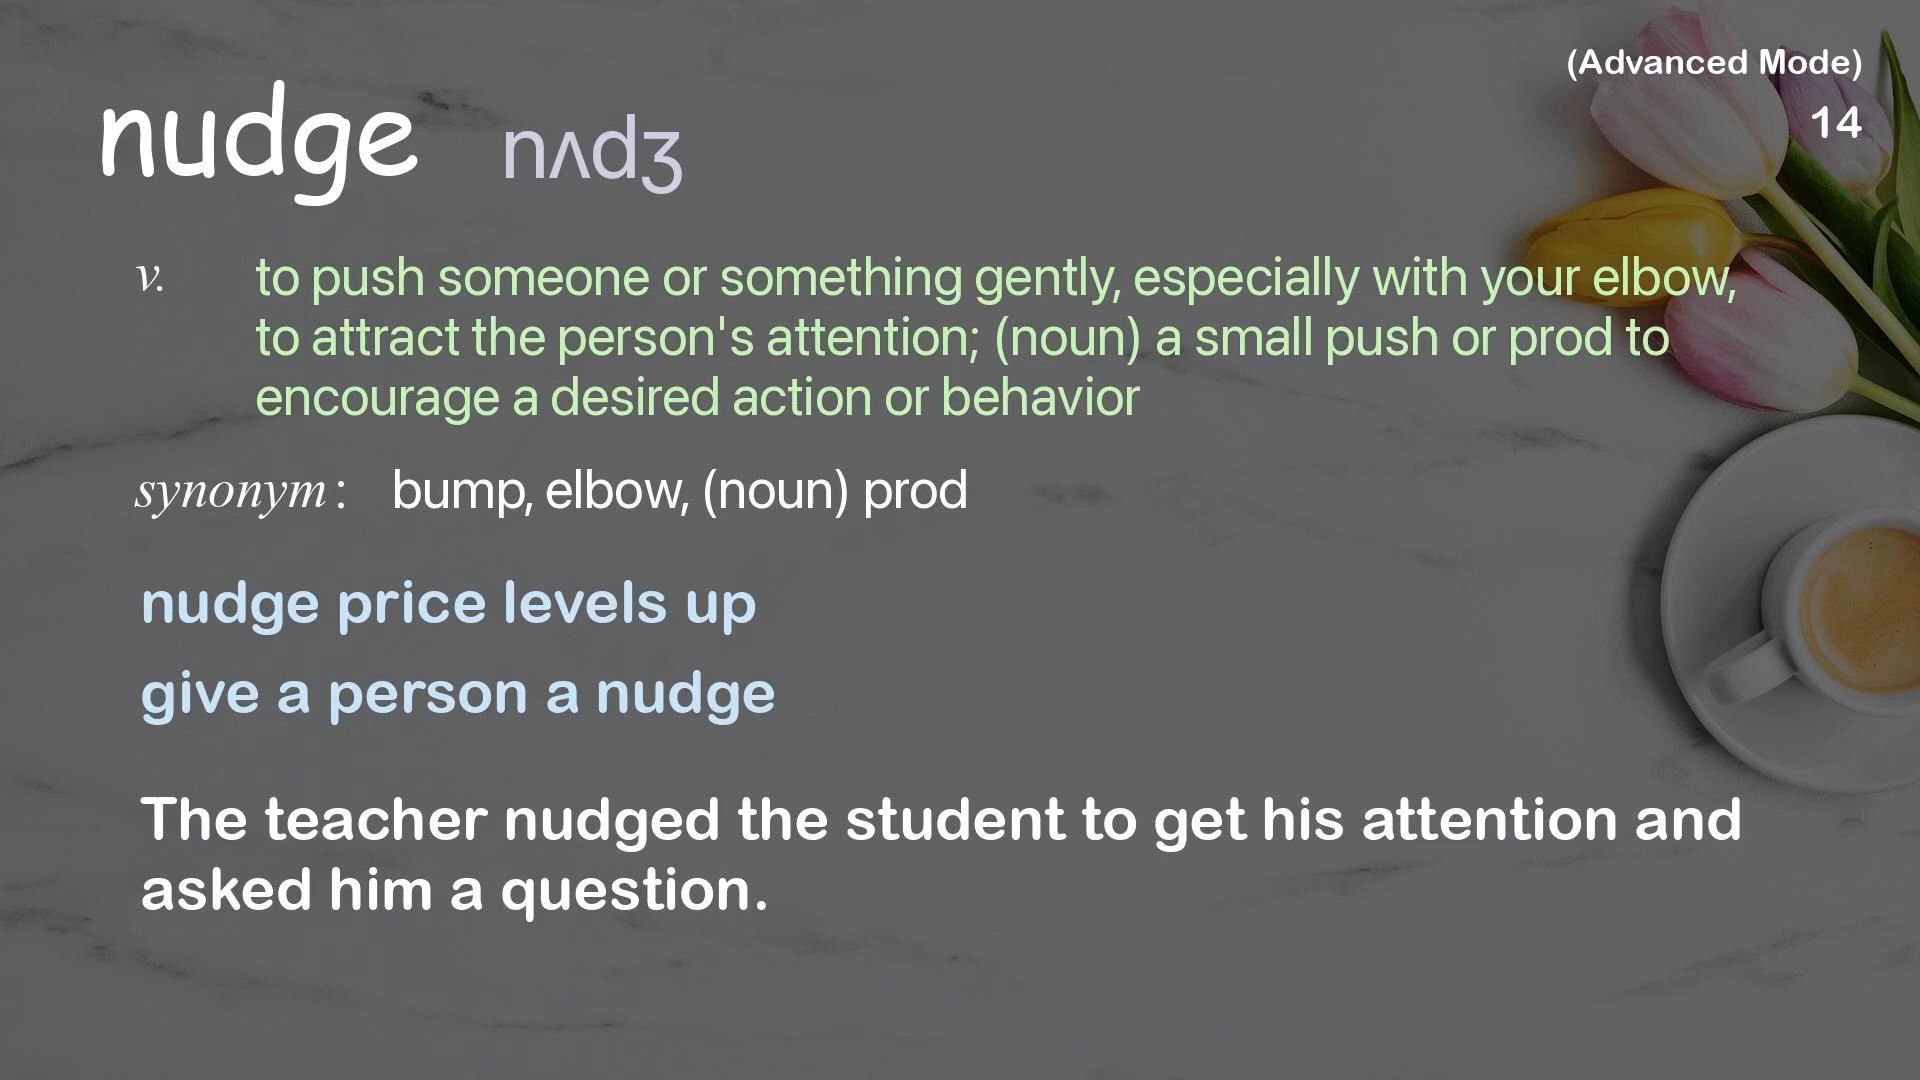 (Advanced Mode)
14
nudge nʌdʒ
v. to push someone or something gently, especially with your elbow,
to attract the person's attention; (noun) a small push or prod to
encourage a desired action or behavior
synonym: bump, elbow, (noun) prod
nudge price levels up
give a person a nudge
The teacher nudged the student to get his attention and
asked him a question.